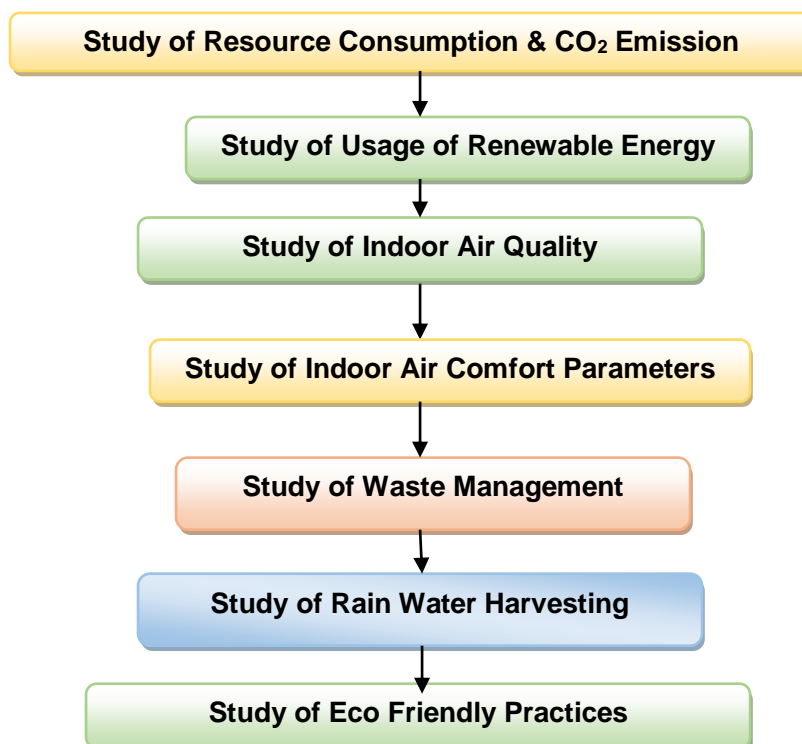 Study of Resource Consumption & CO₂ Emission
Study of Usage of Renewable Energy
Study of Indoor Air Quality
Study of Indoor Air Comfort Parameters
Study of Waste Management
Study of Rain Water Harvesting
Study of Eco Friendly Practices